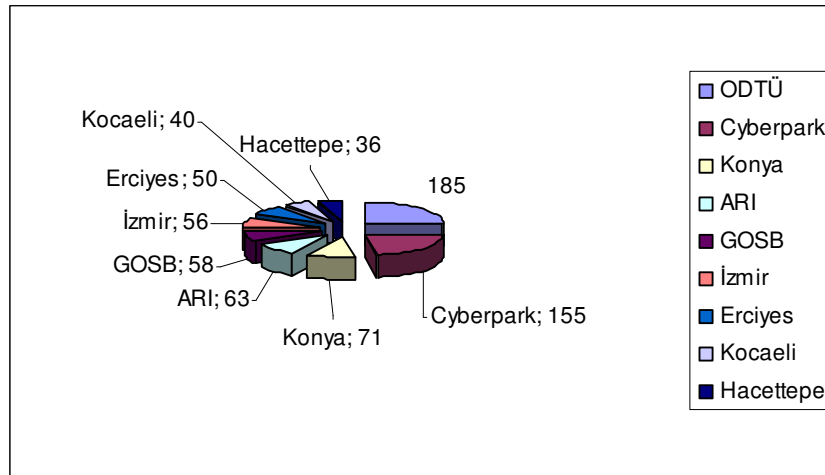 Kocaeli; 40
Hacettepe; 36
185
Erciyes; 50
İzmir; 56
GOSB; 58
ARI; 63
Konya; 71
Cyberpark; 155
ODTÜ
Cyberpark
Konya
ARI
GOSB
İzmir
Erciyes
Kocaeli
Hacettepe